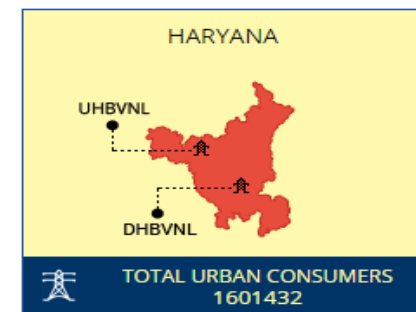 HARYANA
UHBVNL
DHBVNL
TOTAL URBAN CONSUMERS
1601432